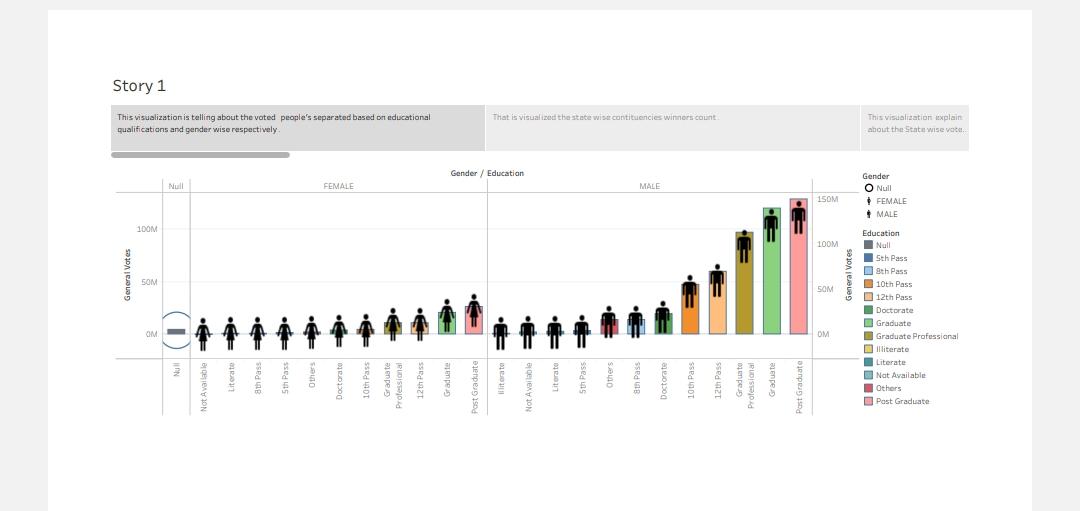 Story 1
This visualization is telling about the voted people's separated based on educational
qualifications and gender wise respectively.
That is visualized the state wise contituencies winners count.
This visualization explain
about the State wise vote.
Gender / Education
Null
FEMALE
MALE
General Votes
100M
50M
0M
150M
100M
50M
0M
General Votes
Null
Not Available
Literate
8th Pass
5th Pass
Others
Doctorate
10th Pass
Graduate
Professional
12th Pass
Graduate
Post Graduate
Illiterate
Not Available
Literate
5th Pass
Others
8th Pass
Doctorate
10th Pass
12th Pass
Graduate
Professional
Graduate
Post Graduate
Gender
Null
FEMALE
MALE
Education
Null
5th Pass
8th Pass
10th Pass
12th Pass
Doctorate
Graduate
Graduate Professional
Illiterate
Literate
Not Available
Others
Post Graduate